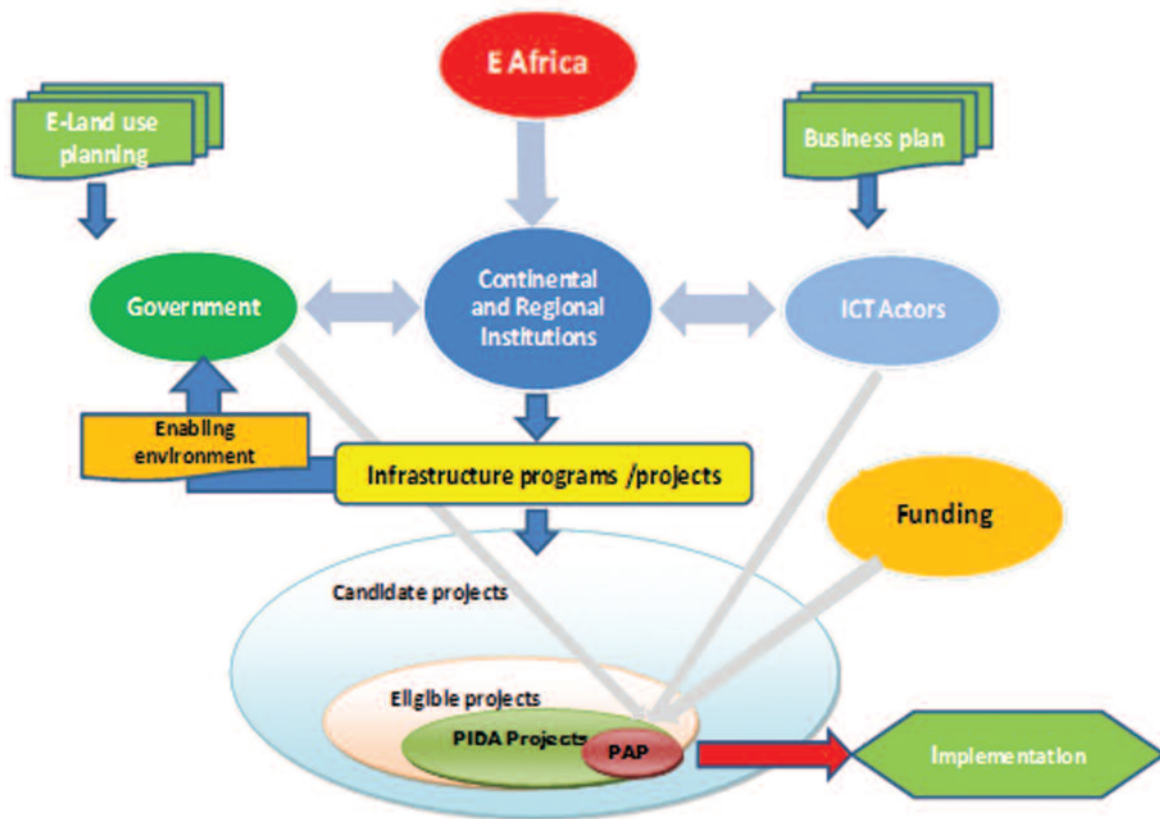 E Africa
E-Land use
planning
Business plan
Government
Continental
and Regional
Institutions
ICT Actors
Enabling
environment
Infrastructure programs /projects
Funding
Candidate projects
Eligible projects
PIDA Projects
PAP
Implementation